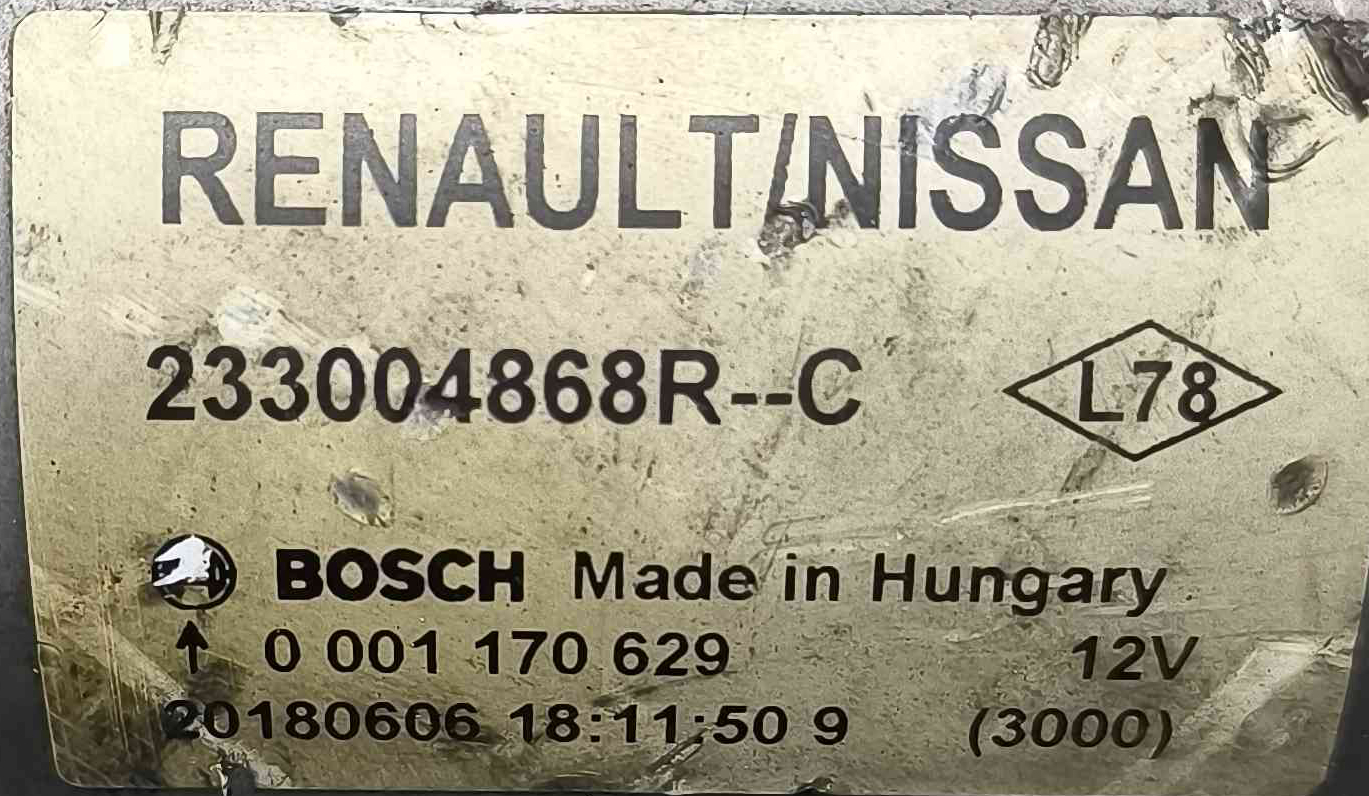 RENAULT/NISSAN
233004868R--C
L78
BOSCH Made in Hungary
↑ 0 001 170 629 12V
20180606 18:11:50 9 (3000)